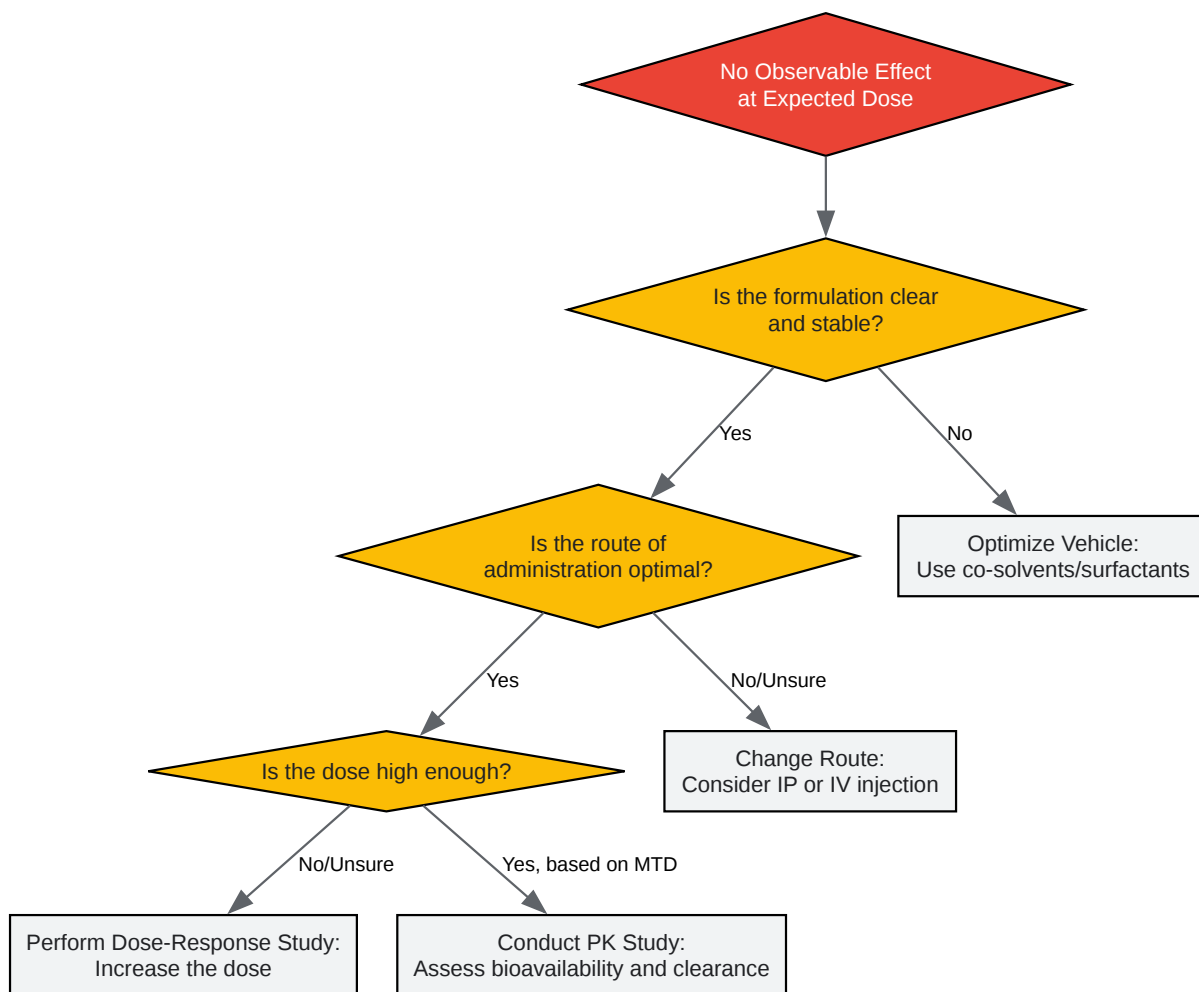 No Observable Effect
at Expected Dose
Is the formulation clear
and stable?
Yes
No
Is the route of
administration optimal?
Optimize Vehicle:
Use co-solvents/surfactants
Yes
No/Unsure
Is the dose high enough?
Change Route:
Consider IP or IV injection
No/Unsure
Yes, based on MTD
Perform Dose-Response Study:
Increase the dose
Conduct PK Study:
Assess bioavailability and clearance